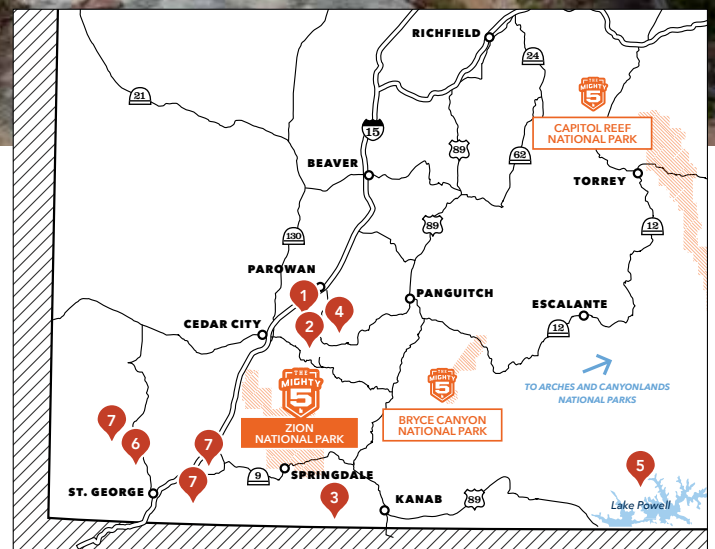 RICHFIELD
24
21
THE
MIGHTY
5
CAPITOL REEF
NATIONAL PARK
15
89
62
BEAVER
TORREY
12
89
130
PAROWAN
1
4
PANGUITCH
ESCALANTE
CEDAR CITY
2
12
TO ARCHES AND CANYONLANDS
NATIONAL PARKS
THE
MIGHTY
5
THE
MIGHTY
5
ZION
NATIONAL PARK
BRYCE CANYON
NATIONAL PARK
7
6
7
7
9
SPRINGDALE
ST. GEORGE
3
KANAB
89
5
Lake Powell